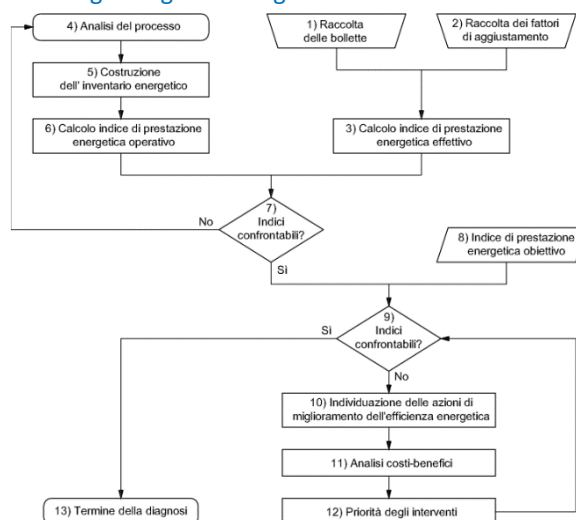 4) Analisi del processo
1) Raccolta
delle bollette
2) Raccolta dei fattori
di aggiustamento
5) Costruzione
dell' inventario energetico
6) Calcolo indice di prestazione
energetica operativo
3) Calcolo indice di prestazione
energetica effettivo
7)
Indici
confrontabili?
No
Sì
8) Indice di prestazione
energetica obiettivo
9)
Indici
confrontabili?
Sì
No
10) Individuazione delle azioni di
miglioramento dell'efficienza energetica
11) Analisi costi-benefici
13) Termine della diagnosi
12) Priorità degli interventi